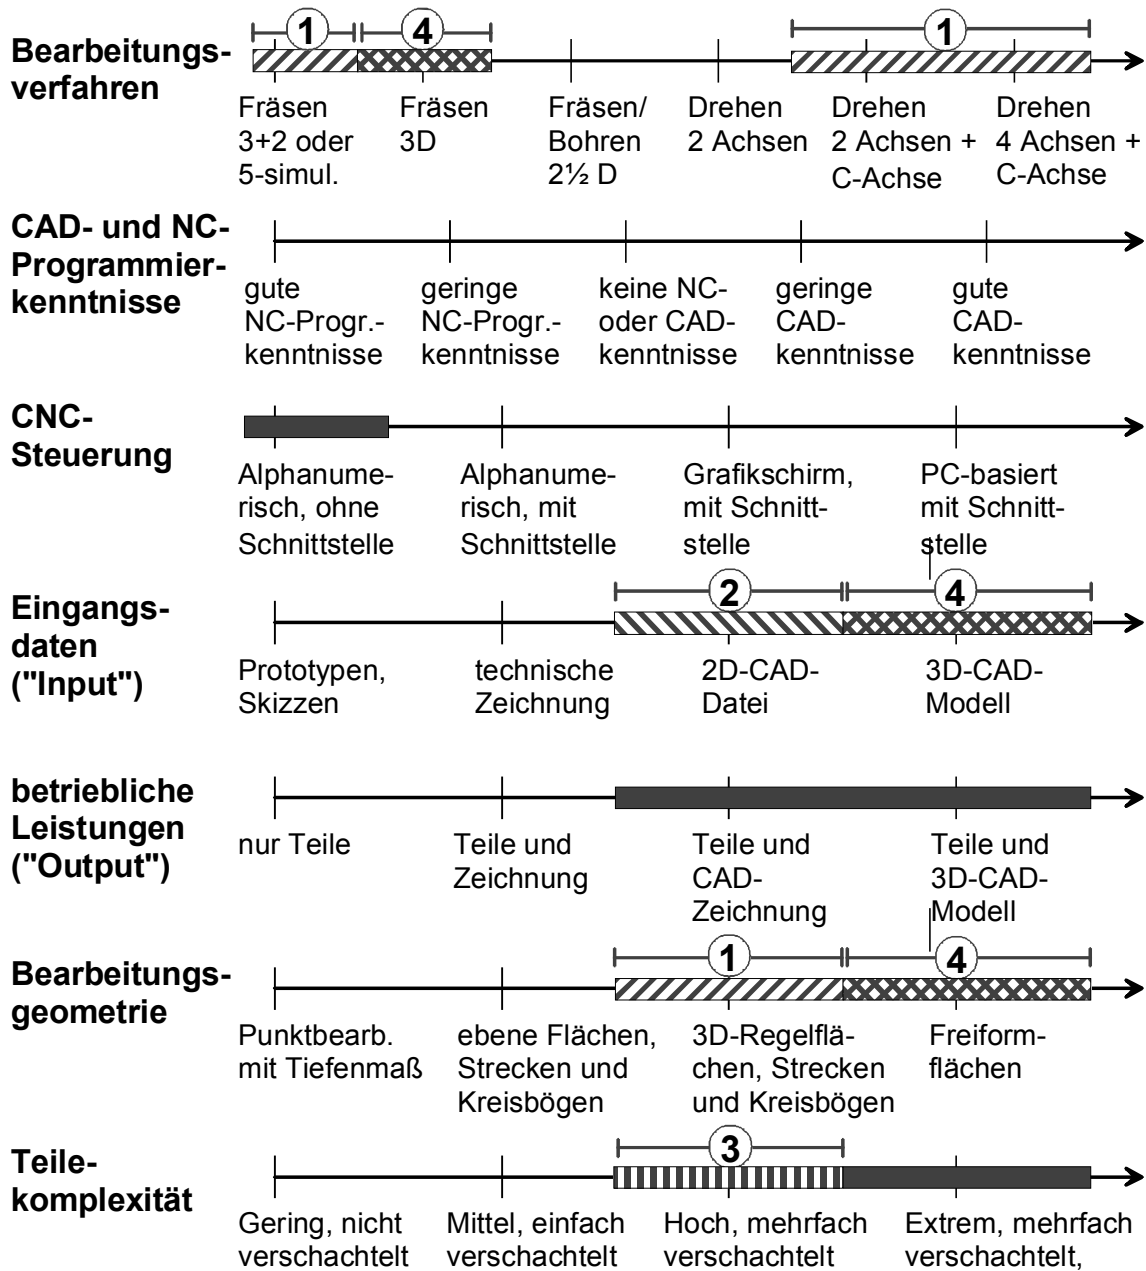 1 4 1
Bearbeitungs-
verfahren
Fräsen
3+2 oder
5-simul.
Fräsen
3D
Fräsen/
Bohren
2½ D
Drehen
2 Achsen
Drehen
2 Achsen +
C-Achse
Drehen
4 Achsen +
C-Achse
CAD- und NC-
Programmier-
kenntnisse
gute
NC-Progr.-
kenntnisse
geringe
NC-Progr.-
kenntnisse
keine NC-
oder CAD-
kenntnisse
geringe
CAD-
kenntnisse
gute
CAD-
kenntnisse
CNC-
Steuerung
Alphanume-
risch, ohne
Schnittstelle
Alphanume-
risch, mit
Schnittstelle
Grafikschirm,
mit Schnitt-
stelle
PC-basiert
mit Schnitt-
stelle
2 4
Eingangs-
daten
("Input")
Prototypen,
Skizzen
technische
Zeichnung
2D-CAD-
Datei
3D-CAD-
Modell
betriebliche
Leistungen
("Output")
nur Teile
Teile und
Zeichnung
Teile und
CAD-
Zeichnung
Teile und
3D-CAD-
Modell
1 4
Bearbeitungs-
geometrie
Punktbearb.
mit Tiefenmaß
ebene Flächen,
Strecken und
Kreisbögen
3D-Regelflä-
chen, Strecken
und Kreisbögen
Freiform-
flächen
3
Teile-
komplexität
Gering, nicht
verschachtelt
Mittel, einfach
verschachtelt
Hoch, mehrfach
verschachtelt
Extrem, mehrfach
verschachtelt,